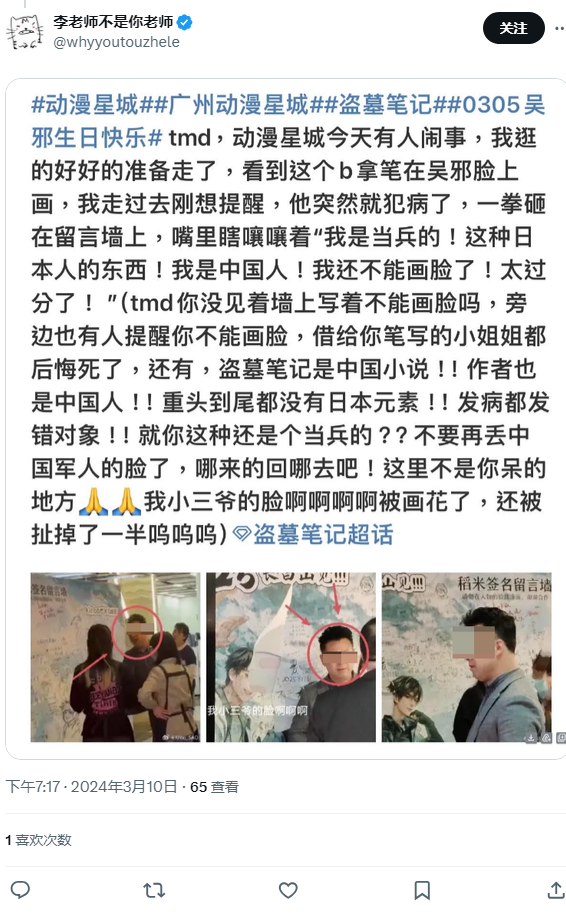 李老师不是你老师
@whyyoutouzhele
关注
#动漫星城##广州动漫星城##盗墓笔记##0305吴
邪生日快乐# tmd，动漫星城今天有人闹事，我逛
的好好的准备走了，看到这个b拿笔在吴邪脸上
画，我走过去刚想提醒，他突然就犯病了，一拳砸
在留言墙上，嘴里瞎嚷嚷着“我是当兵的！这种日
本人的东西！我是中国人！我还不能画脸了！太过
分了！”（tmd你没见着墙上写着不能画脸吗，旁
边也有人提醒你不能画脸，借给你笔写的小姐姐都
后悔死了，还有，盗墓笔记是中国小说!!作者也
是中国人!!重头到尾都没有日本元素!!发病都发
错对象!!就你这种还是个当兵的??不要再丢中
国军人的脸了，哪来的回哪去吧！这里不是你呆的
地方🙏🙏我小三爷的脸啊啊啊啊被画花了，还被
扯掉了一半呜呜呜）盗墓笔记超话
签名留言墙
我小三爷的脸啊啊啊
稻米签名留言墙
下午7:17 · 2024年3月10日 · 65 查看
1 喜欢次数